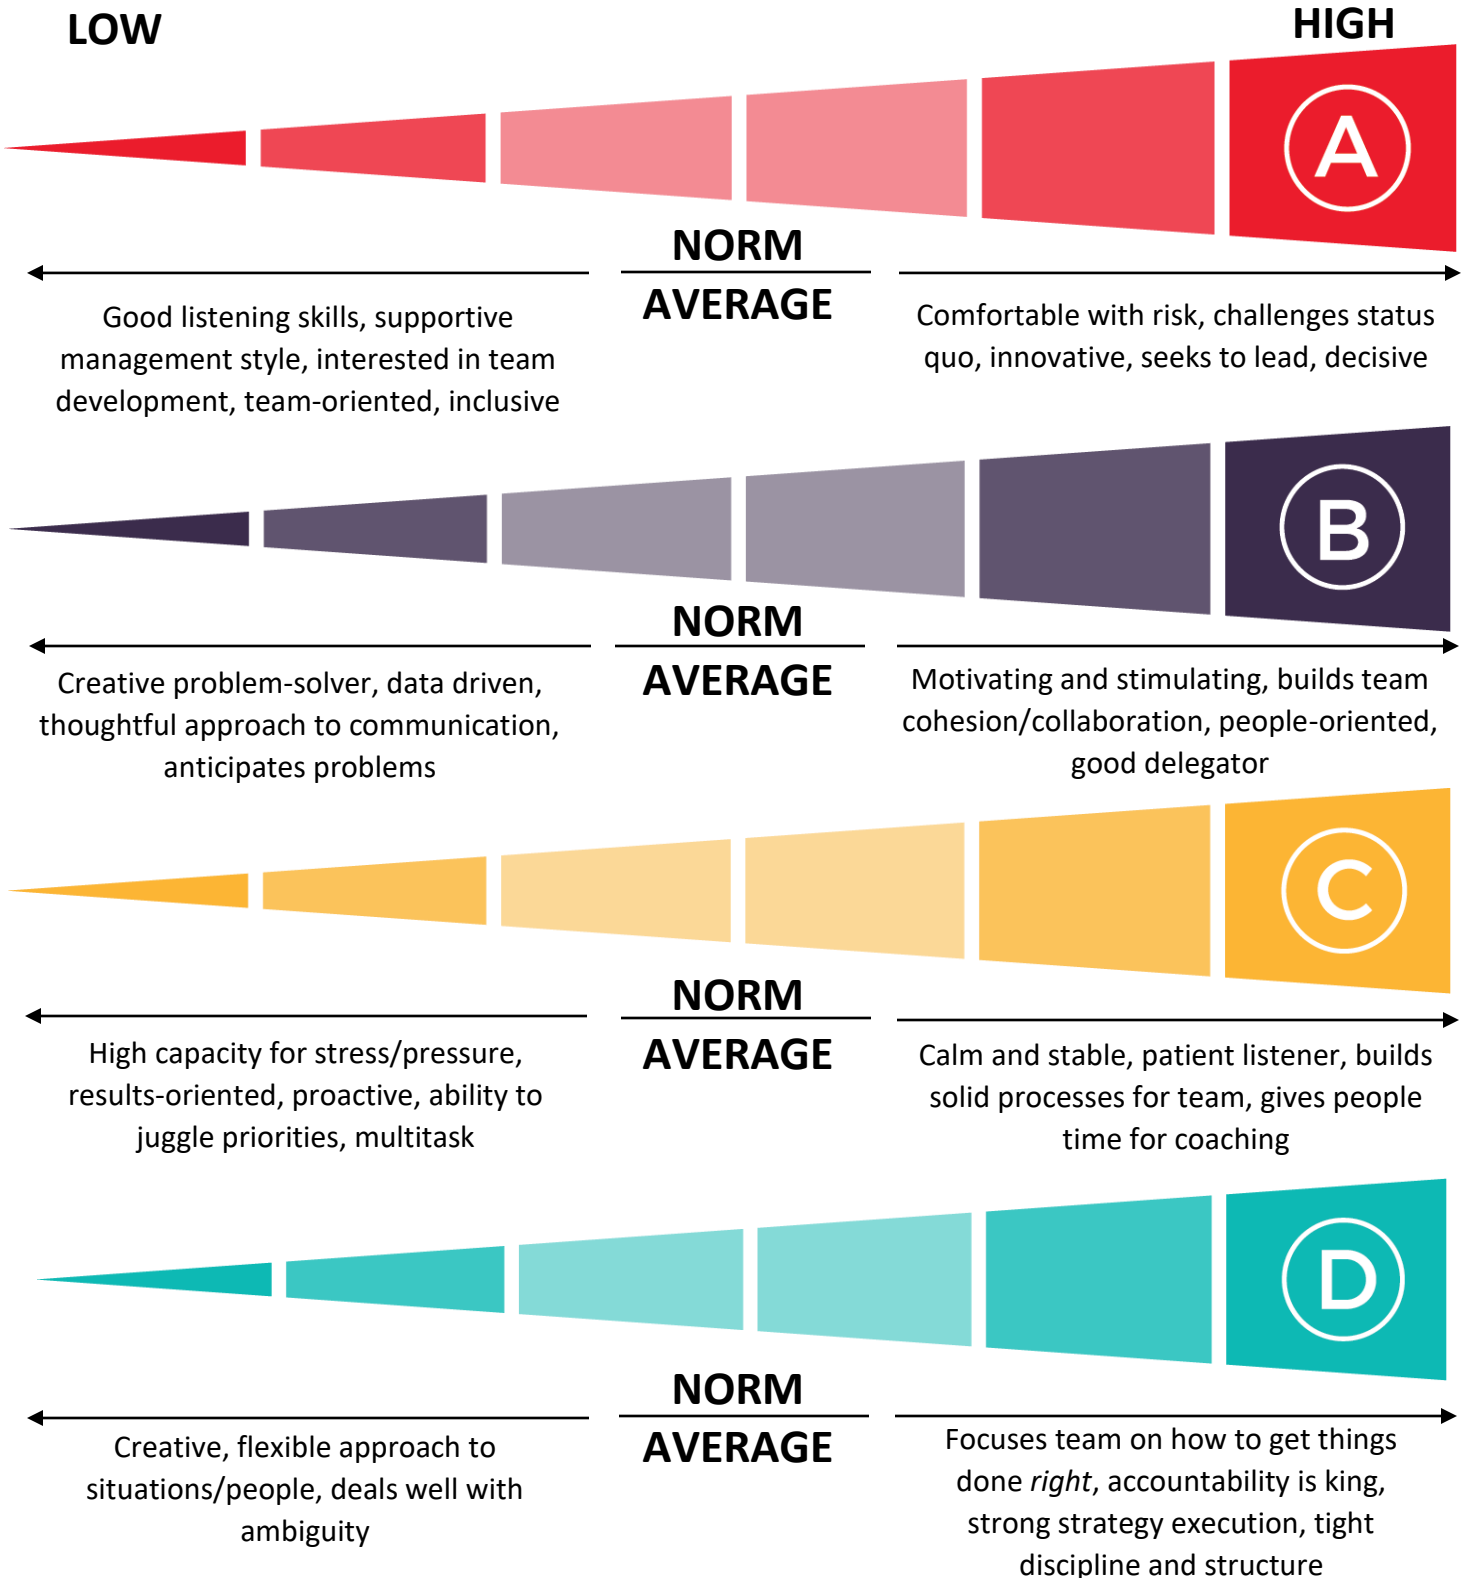 LOW
HIGH
A
NORM
AVERAGE
Good listening skills, supportive
management style, interested in team
development, team-oriented, inclusive
Comfortable with risk, challenges status
quo, innovative, seeks to lead, decisive
B
NORM
AVERAGE
Creative problem-solver, data driven,
thoughtful approach to communication,
anticipates problems
Motivating and stimulating, builds team
cohesion/collaboration, people-oriented,
good delegator
C
NORM
AVERAGE
High capacity for stress/pressure,
results-oriented, proactive, ability to
juggle priorities, multitask
Calm and stable, patient listener, builds
solid processes for team, gives people
time for coaching
D
NORM
AVERAGE
Creative, flexible approach to
situations/people, deals well with
ambiguity
Focuses team on how to get things
done right, accountability is king,
strong strategy execution, tight
discipline and structure